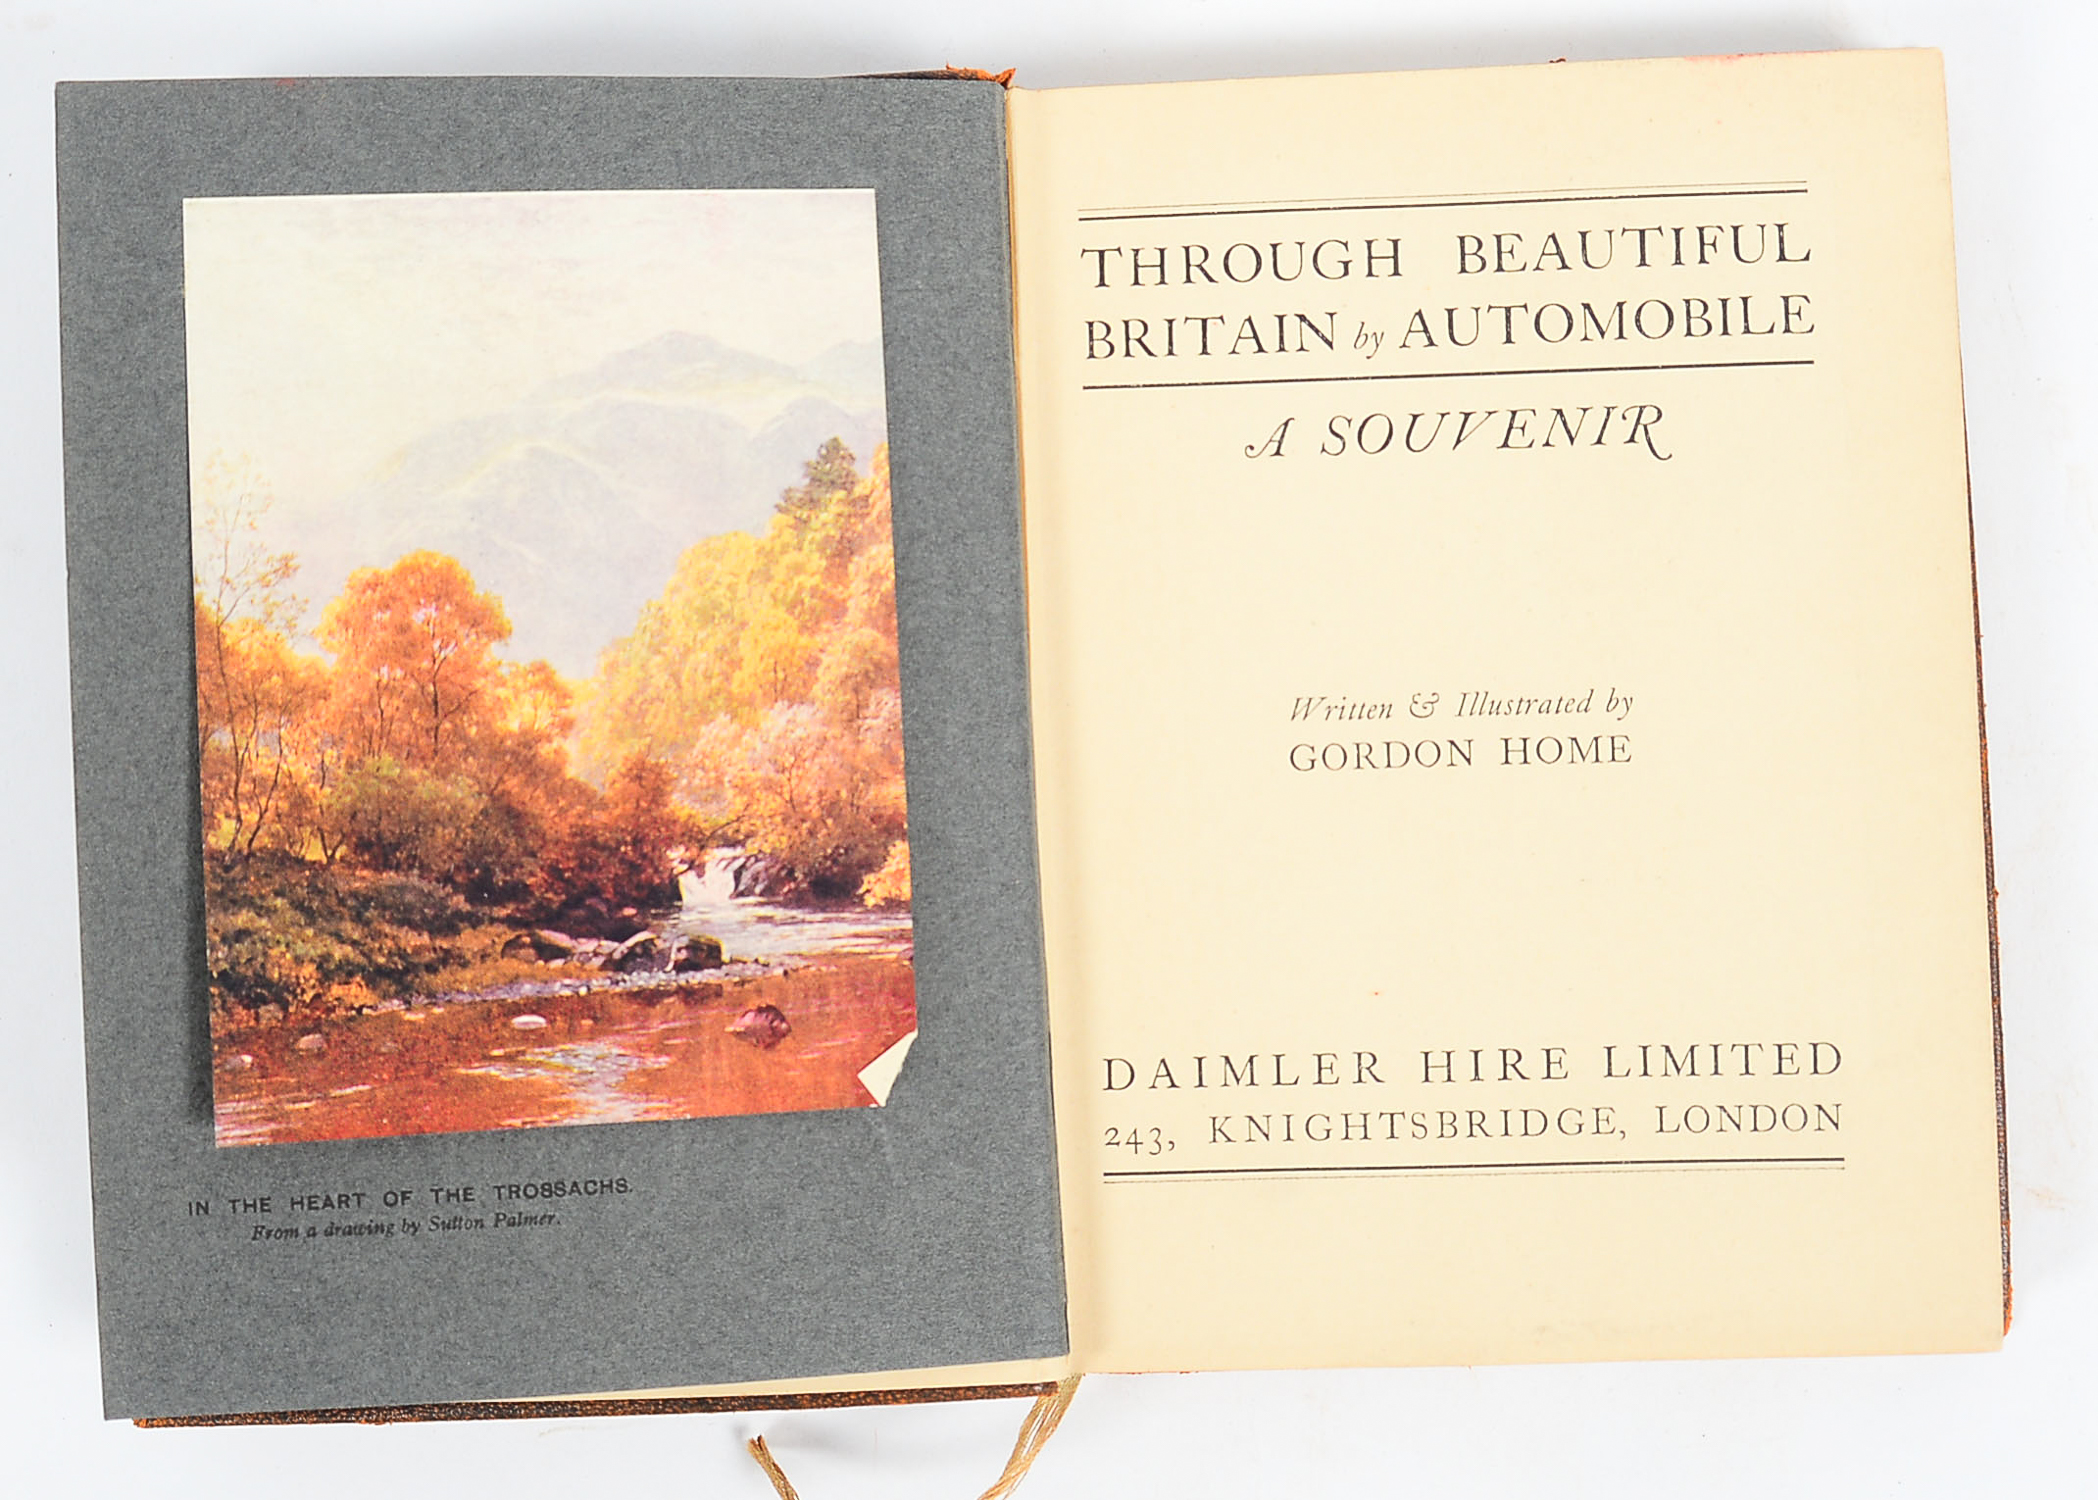 IN THE HEART OF THE TROSSACHS.
From a drawing by Sutton Palmer.
THROUGH BEAUTIFUL
BRITAIN by AUTOMOBILE
A SOUVENIR
Written & Illustrated by
GORDON HOME
DAIMLER HIRE LIMITED
243, KNIGHTSBRIDGE, LONDON